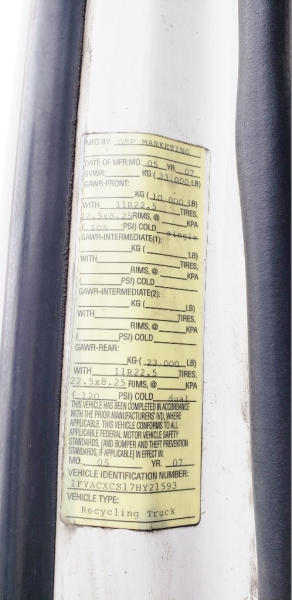 MFG BY: GSP MARKETING
DATE OF MFR:MO. 05 YR. 07
GVWR: KG (33,000 LB)
GAWR-FRONT:
KG (10,000 LB)
WITH 11R22.5 TIRES,
22.5x8.25 RIMS, @ KPA
( 105 PSI) COLD single
GAWR-INTERMEDIATE(1):
KG ( LB)
WITH TIRES,
RIMS, @ KPA
( PSI) COLD
GAWR-INTERMEDIATE(2):
KG ( LB)
WITH TIRES,
RIMS, @ KPA
( PSI) COLD
GAWR-REAR:
KG ( 23,000 LB)
WITH 11R22.5 TIRES,
22.5x8.25 RIMS, @ KPA
( 120 PSI) COLD dual
THIS VEHICLE HAS BEEN COMPLETED IN ACCORDANCE
WITH THE PRIOR MANUFACTURERS' IVD, WHERE
APPLICABLE. THIS VEHICLE CONFORMS TO ALL
APPLICABLE FEDERAL MOTOR VEHICLE SAFETY
STANDARDS, (AND BUMPER AND THEFT PREVENTION
STANDARDS, IF APPLICABLE) IN EFFECT IN:
MO. 05 YR. 07
VEHICLE IDENTIFICATION NUMBER:
1FVACXCS17HY21593
VEHICLE TYPE:
Recycling Truck